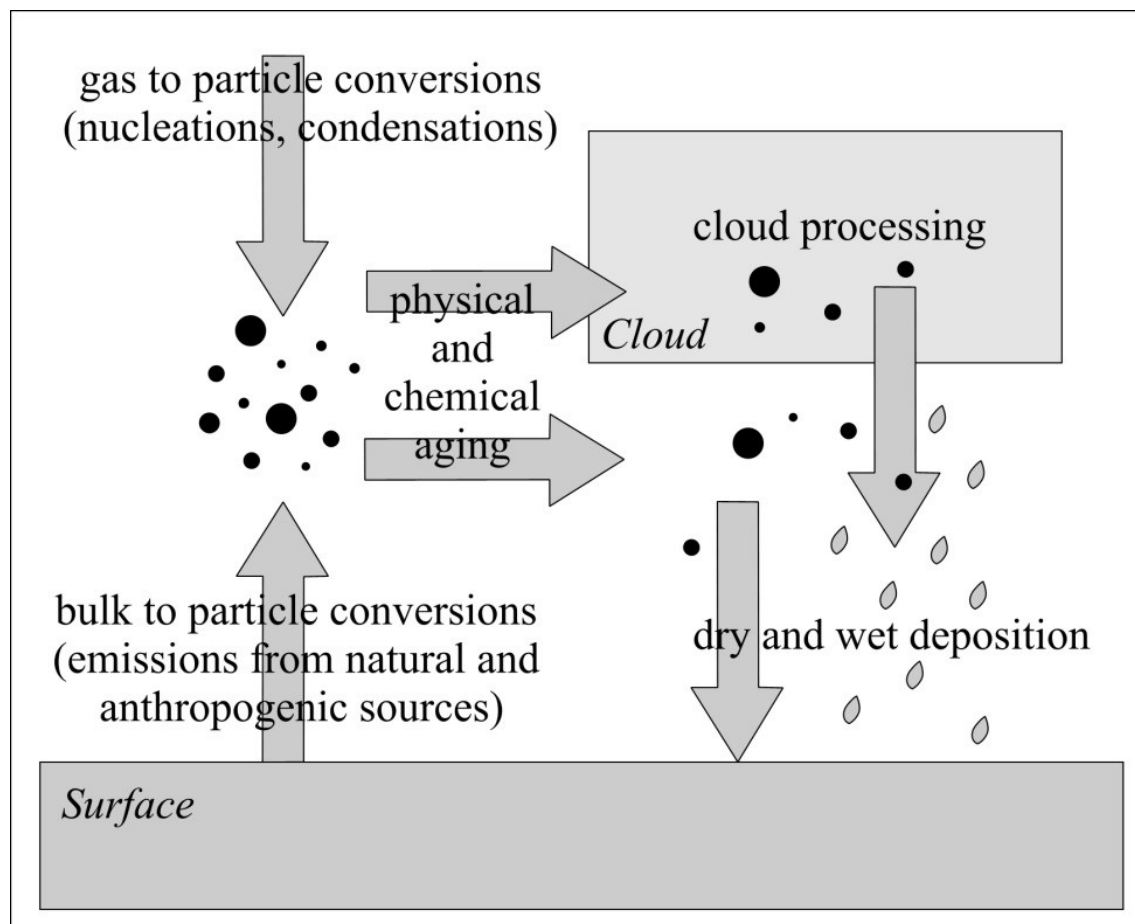 gas to particle conversions
(nucleations, condensations)
cloud processing
physical
and
chemical
aging
Cloud
bulk to particle conversions
(emissions from natural and
anthropogenic sources)
dry and wet deposition
Surface